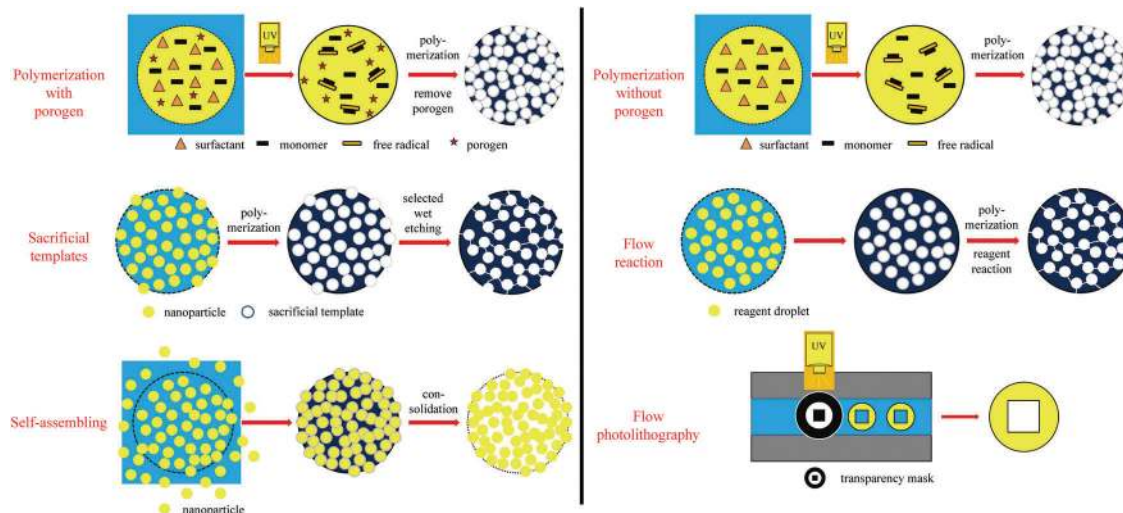 Polymerization
with
porogen
UV
poly-
merization
remove
porogen
surfactant
monomer
free radical
porogen
Sacrificial
templates
poly-
merization
selected
wet
etching
nanoparticle
sacrificial template
Self-assembling
con-
solidation
nanoparticle
Polymerization
without
porogen
UV
poly-
merization
surfactant
monomer
free radical
Flow
reaction
poly-
merization
reagent
reaction
reagent droplet
Flow
photolithography
UV
transparency mask